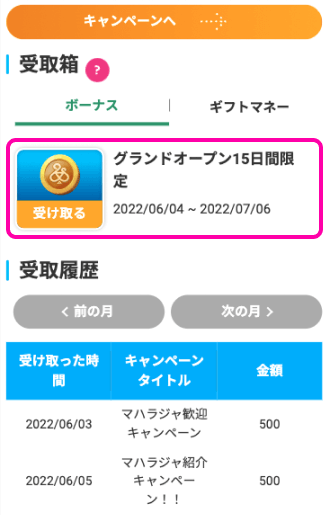 キャンペーンへ
受取箱 ?
ボーナス | ギフトマネー
グランドオープン15日間限
定
受け取る
2022/06/04 ~ 2022/07/06
受取履歴
< 前の月 次の月 >
受け取った時 キャンペーン 金額
間 タイトル
マハラジャ歓迎
2022/06/03 500
キャンペーン
マハラジャ紹介
2022/06/05 キャンペー 500
ン！！